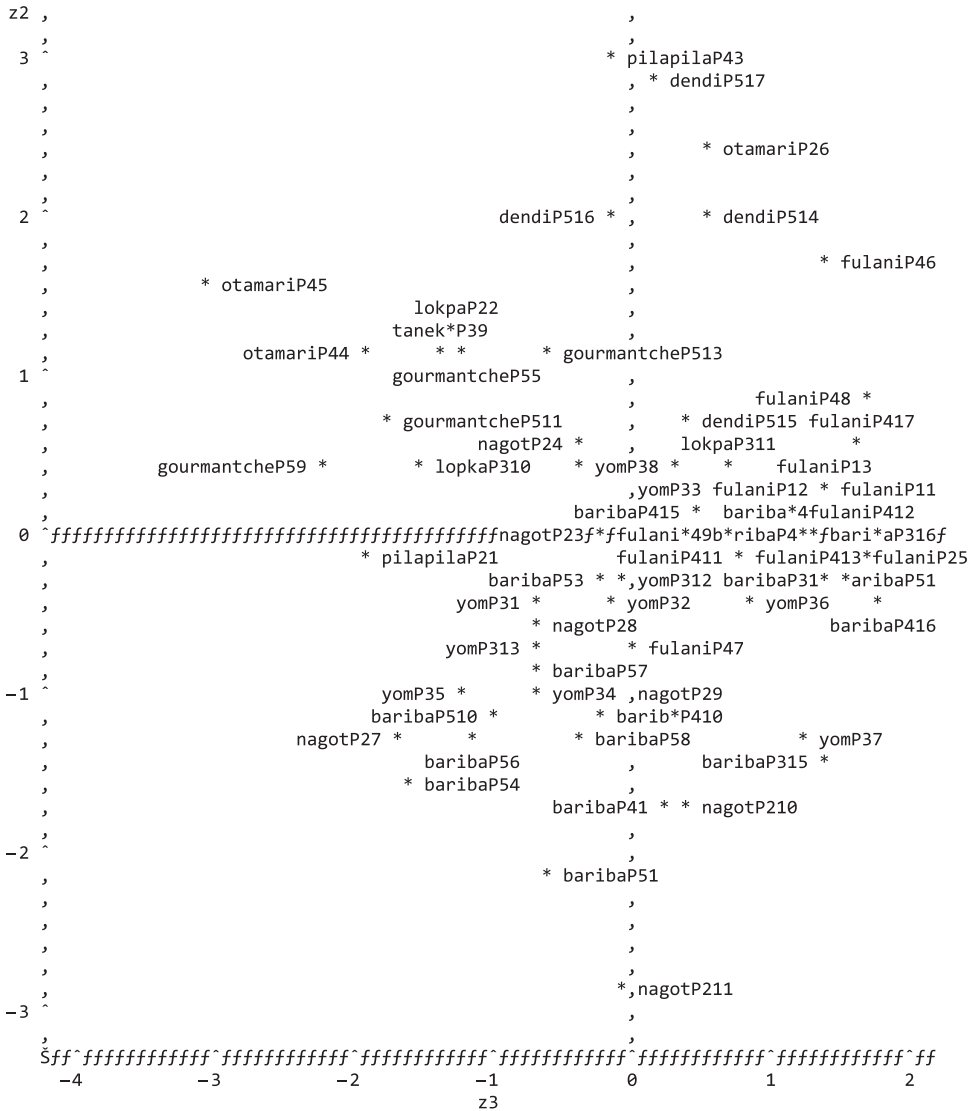 z2 , ,
, ,
3 ˆ * pilapilaP43
, , * dendiP517
, ,
, ,
, , * otamariP26
, ,
, ,
2 ˆ dendiP516 * , * dendiP514
, ,
, , * fulaniP46
, * otamariP45 ,
, lokpaP22 ,
, tanek*P39 ,
, otamariP44 * * * * gourmantcheP513
1 ˆ gourmantcheP55 ,
, , fulaniP48 *
, * gourmantcheP511 , * dendiP515 fulaniP417
, nagotP24 * , lokpaP311 *
, gourmantcheP59 * * lopkaP310 * yomP38 * * fulaniP13
, ,yomP33 fulaniP12 * fulaniP11
, baribaP415 * bariba*4fulaniP412
0 ˆƒƒƒƒƒƒƒƒƒƒƒƒƒƒƒƒƒƒƒƒƒƒƒƒƒƒƒƒƒƒƒƒƒƒƒƒƒƒƒƒƒƒnagotP23ƒ*ƒƒfulani*49b*ribaP4**ƒbari*aP316ƒ
, * pilapilaP21 fulaniP411 * fulaniP413*fulaniP25
, baribaP53 * *,yomP312 baribaP31* *aribaP51
, yomP31 * * yomP32 * yomP36 *
, * nagotP28 baribaP416
, yomP313 * * fulaniP47
, * baribaP57
−1 ˆ yomP35 * * yomP34 ,nagotP29
, baribaP510 * * barib*P410
, nagotP27 * * * baribaP58 * yomP37
, baribaP56 , baribaP315 *
, * baribaP54 ,
, baribaP41 * * nagotP210
, ,
−2 ˆ ,
, * baribaP51
, ,
, ,
, ,
, ,
, *,nagotP211
−3 ˆ
, ,
Šƒƒˆƒƒƒƒƒƒƒƒƒƒƒƒˆƒƒƒƒƒƒƒƒƒƒƒƒˆƒƒƒƒƒƒƒƒƒƒƒƒˆƒƒƒƒƒƒƒƒƒƒƒƒˆƒƒƒƒƒƒƒƒƒƒƒƒˆƒƒƒƒƒƒƒƒƒƒƒƒˆƒƒ
−4 −3 −2 −1 0 1 2
z3